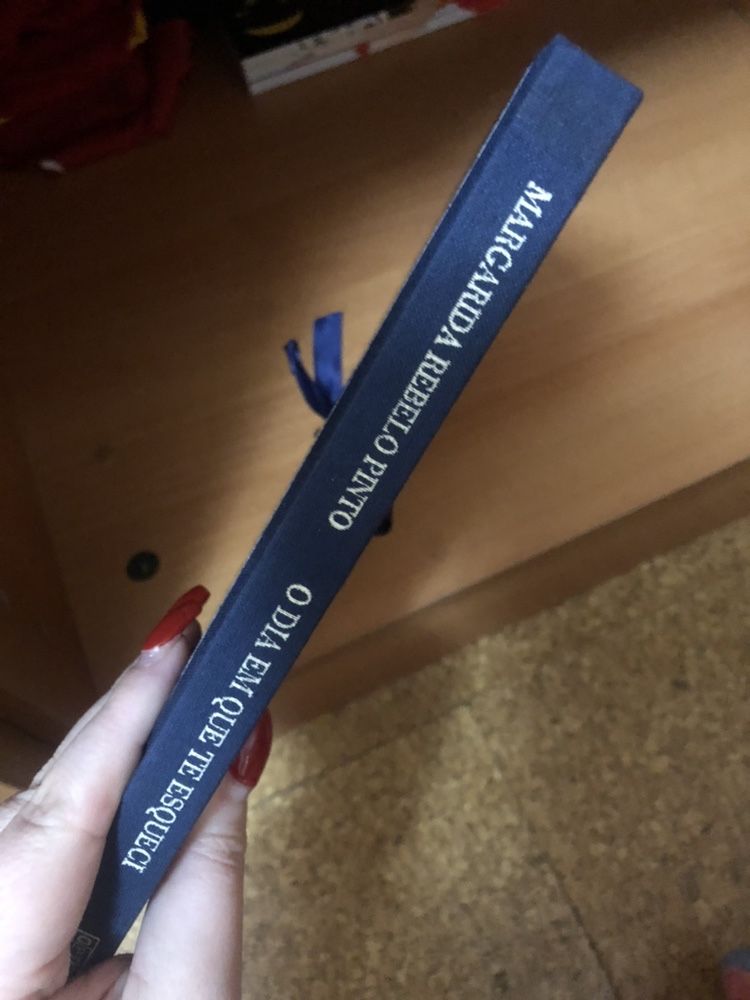 MARGARIDA REBELO PINTO
O DIA EM QUE TE ESQUECI